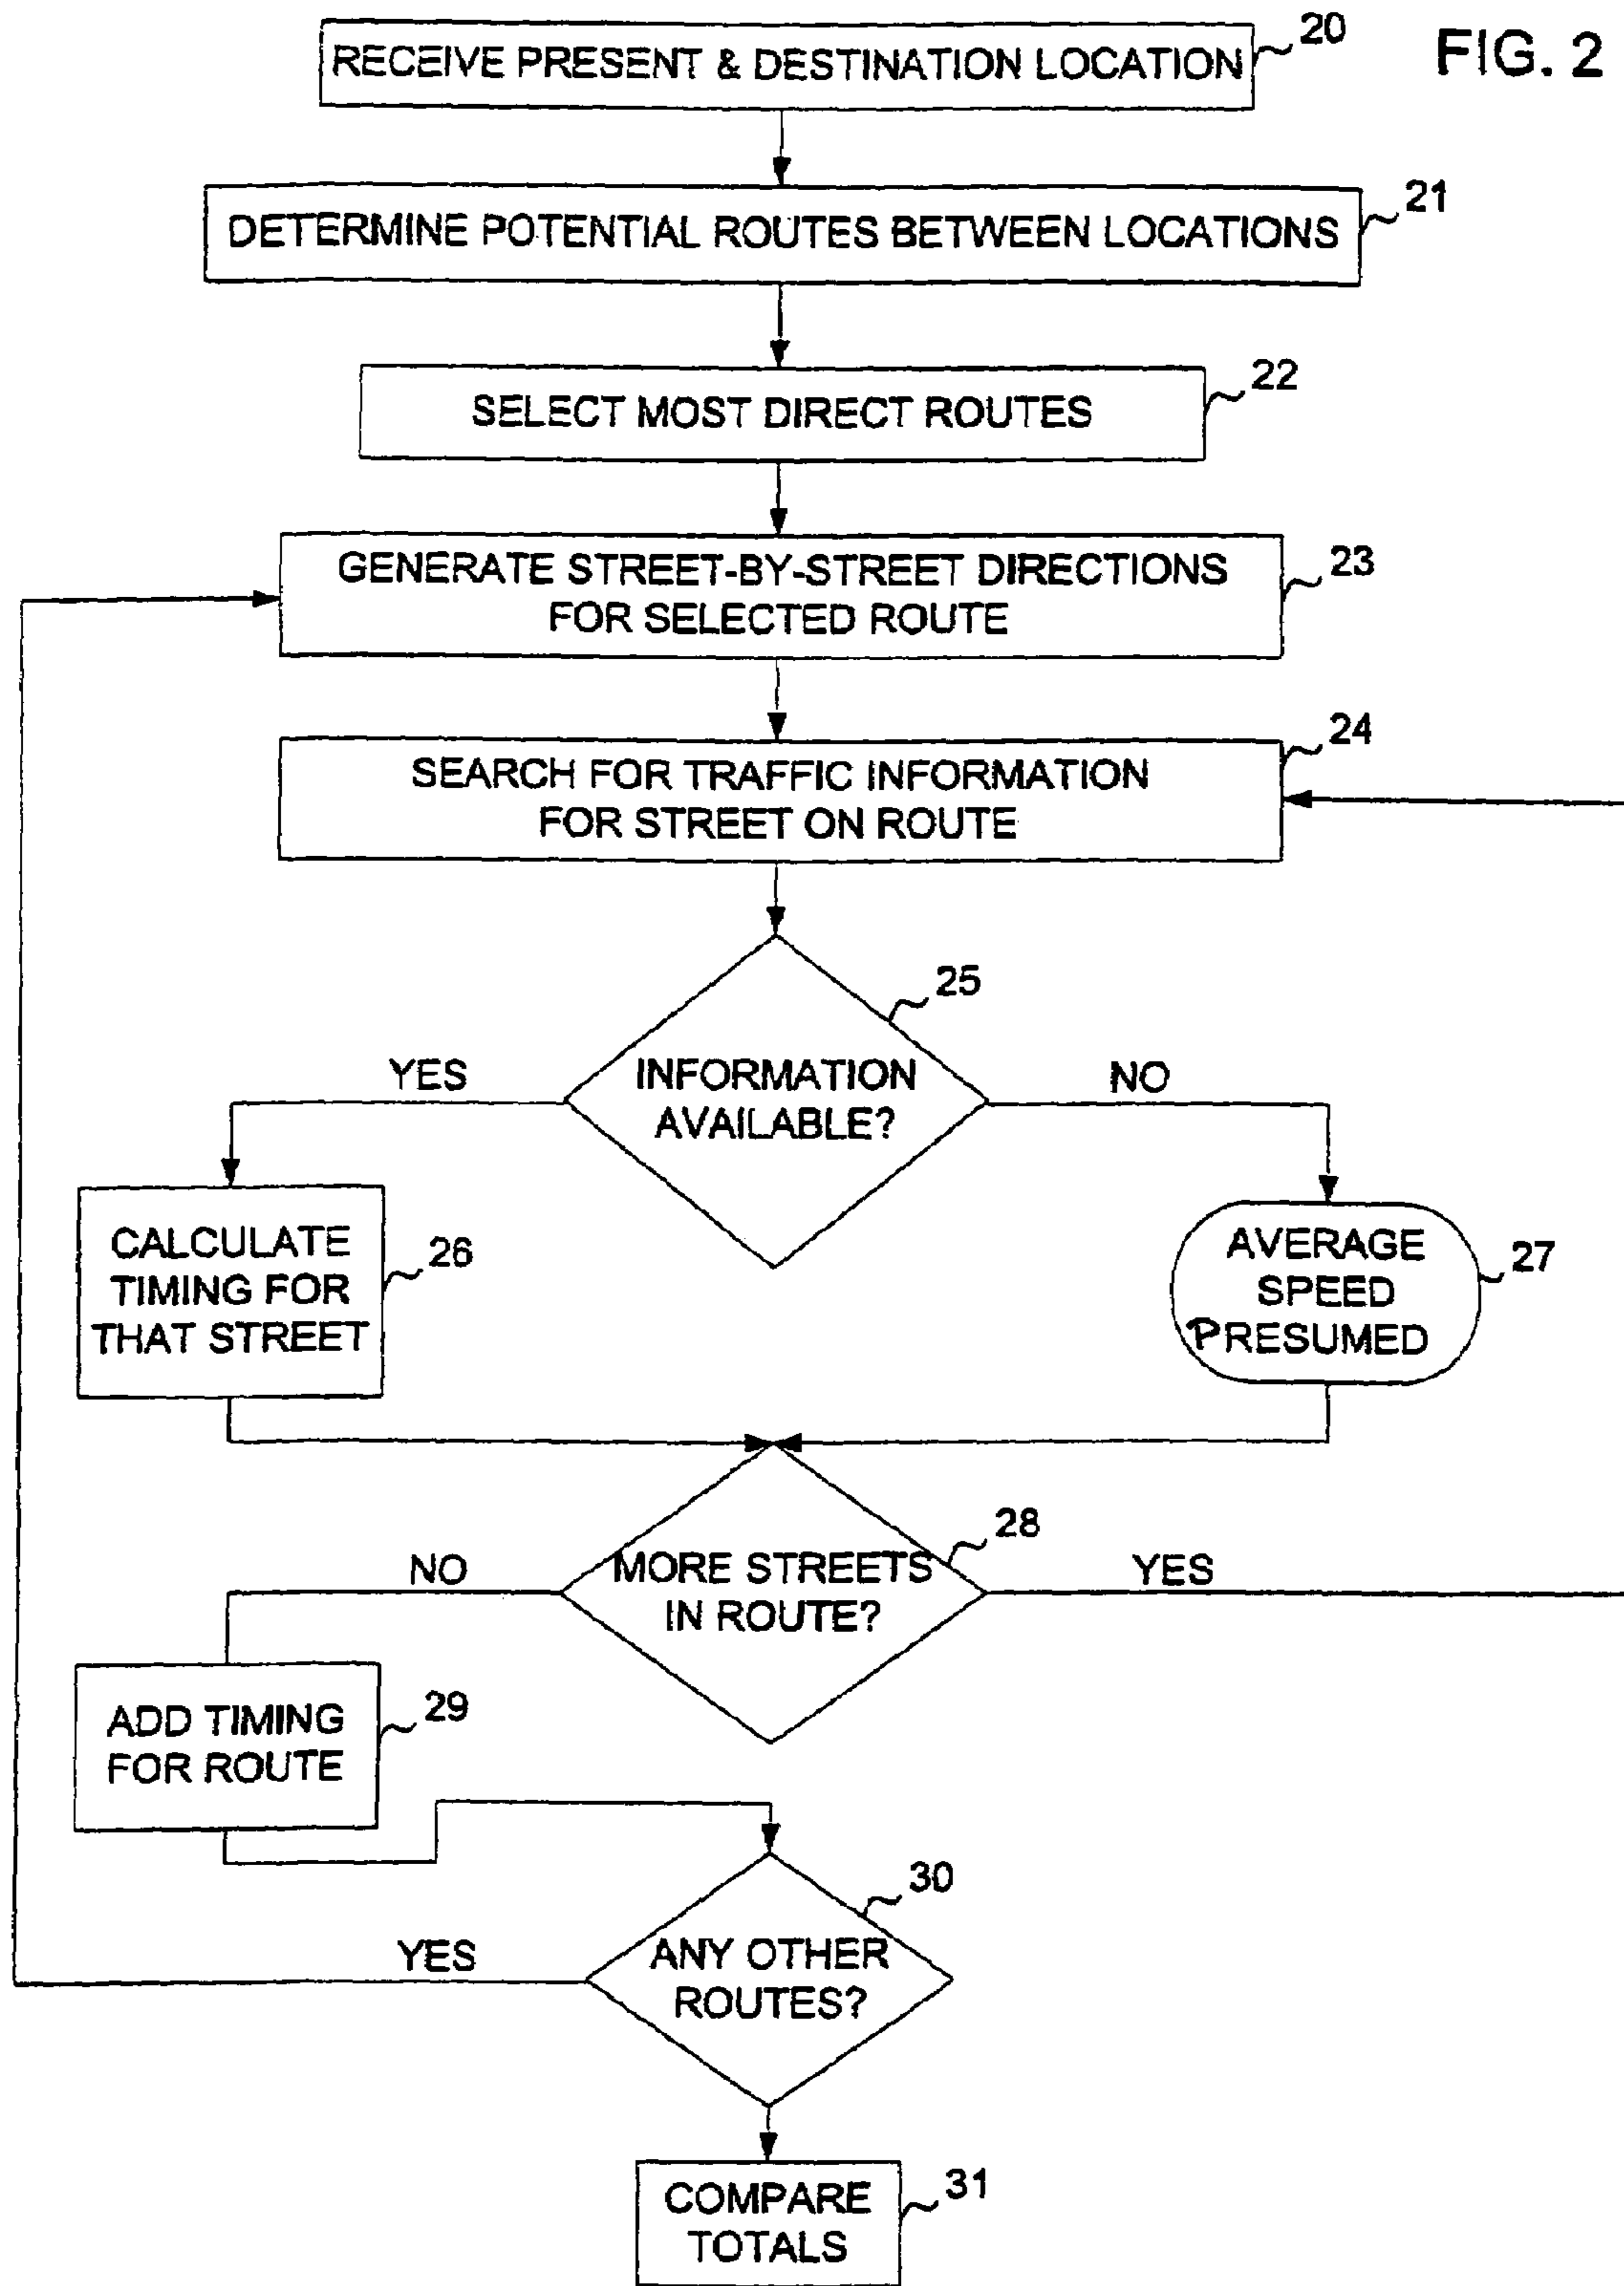 FIG. 2
RECEIVE PRESENT & DESTINATION LOCATION
20
DETERMINE POTENTIAL ROUTES BETWEEN LOCATIONS
21
SELECT MOST DIRECT ROUTES
22
GENERATE STREET-BY-STREET DIRECTIONS
FOR SELECTED ROUTE
23
SEARCH FOR TRAFFIC INFORMATION
FOR STREET ON ROUTE
24
25
INFORMATION
AVAILABLE?
YES
NO
CALCULATE
TIMING FOR
THAT STREET
26
AVERAGE
SPEED
PRESUMED
27
28
MORE STREETS
IN ROUTE?
NO
YES
ADD TIMING
FOR ROUTE
29
30
ANY OTHER
ROUTES?
YES
COMPARE
TOTALS
31